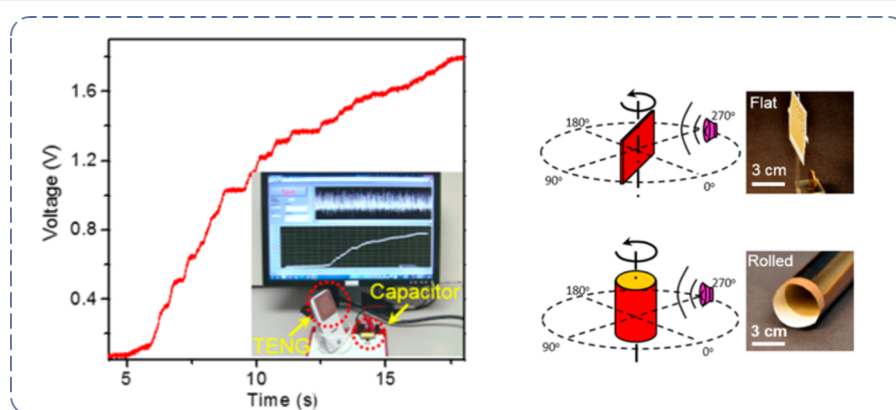 Voltage (V)
1.6
1.2
0.8
0.4
5
10
15
Time (s)
TENG
Capacitor
180°
270°
90°
0°
Flat
3 cm
180°
270°
90°
0°
Rolled
3 cm